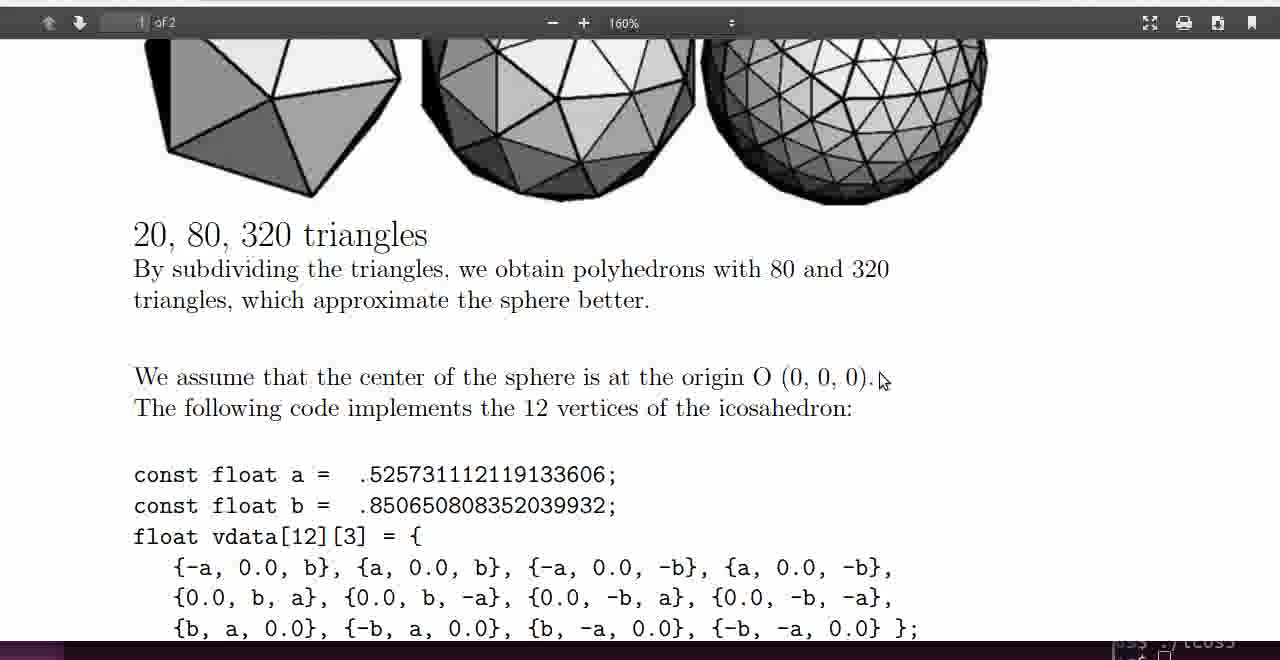 1 of 2
160%
20, 80, 320 triangles
By subdividing the triangles, we obtain polyhedrons with 80 and 320
triangles, which approximate the sphere better.
We assume that the center of the sphere is at the origin O (0, 0, 0).
The following code implements the 12 vertices of the icosahedron:
const float a =  .525731112119133606;
const float b =  .850650808352039932;
float vdata[12][3] = {
{-a, 0.0, b}, {a, 0.0, b}, {-a, 0.0, -b}, {a, 0.0, -b},
{0.0, b, a}, {0.0, b, -a}, {0.0, -b, a}, {0.0, -b, -a},
{b, a, 0.0}, {-b, a, 0.0}, {b, -a, 0.0}, {-b, -a, 0.0} };